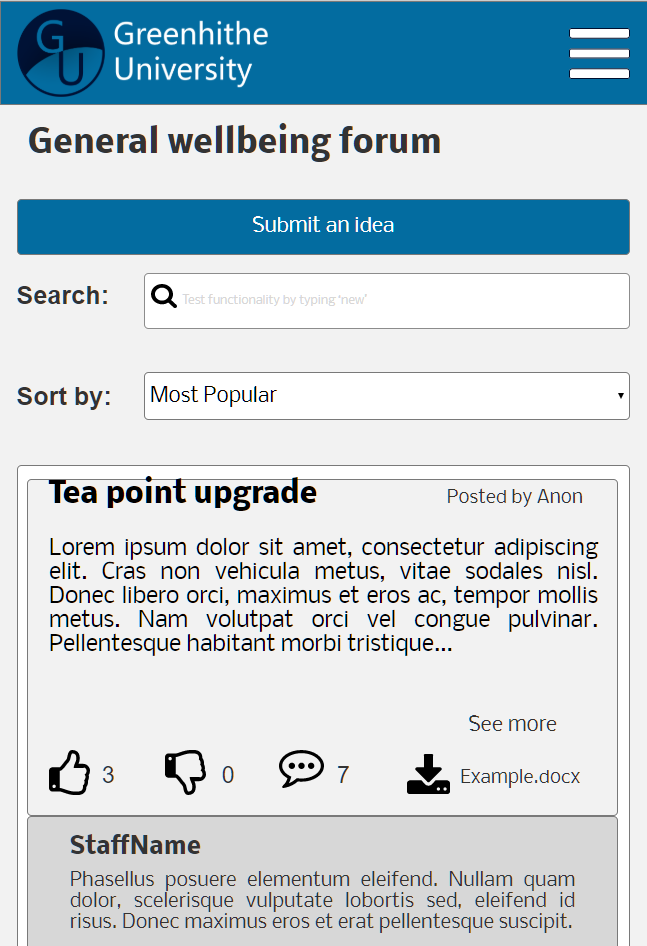 GU
Greenhithe
University
General wellbeing forum
Submit an idea
Search:
Test functionality by typing ‘new’
Sort by:
Most Popular
Tea point upgrade
Posted by Anon
Lorem ipsum dolor sit amet, consectetur adipiscing
elit. Cras non vehicula metus, vitae sodales nisl.
Donec libero orci, maximus et eros ac, tempor mollis
metus. Nam volutpat orci vel congue pulvinar.
Pellentesque habitant morbi tristique...
See more
3
0
7
Example.docx
StaffName
Phasellus posuere elementum eleifend. Nullam quam
dolor, scelerisque vulputate lobortis sed, eleifend id
risus. Donec maximus eros et erat pellentesque suscipit.